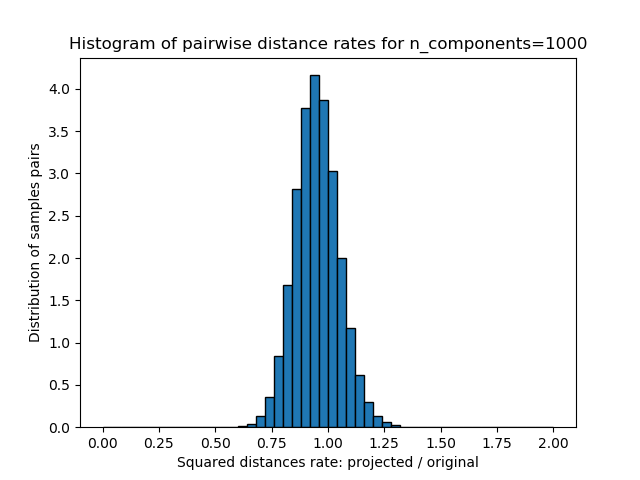 Histogram of pairwise distance rates for n_components=1000
Distribution of samples pairs
4.0
3.5
3.0
2.5
2.0
1.5
1.0
0.5
0.0
0.00 0.25 0.50 0.75 1.00 1.25 1.50 1.75 2.00
Squared distances rate: projected / original